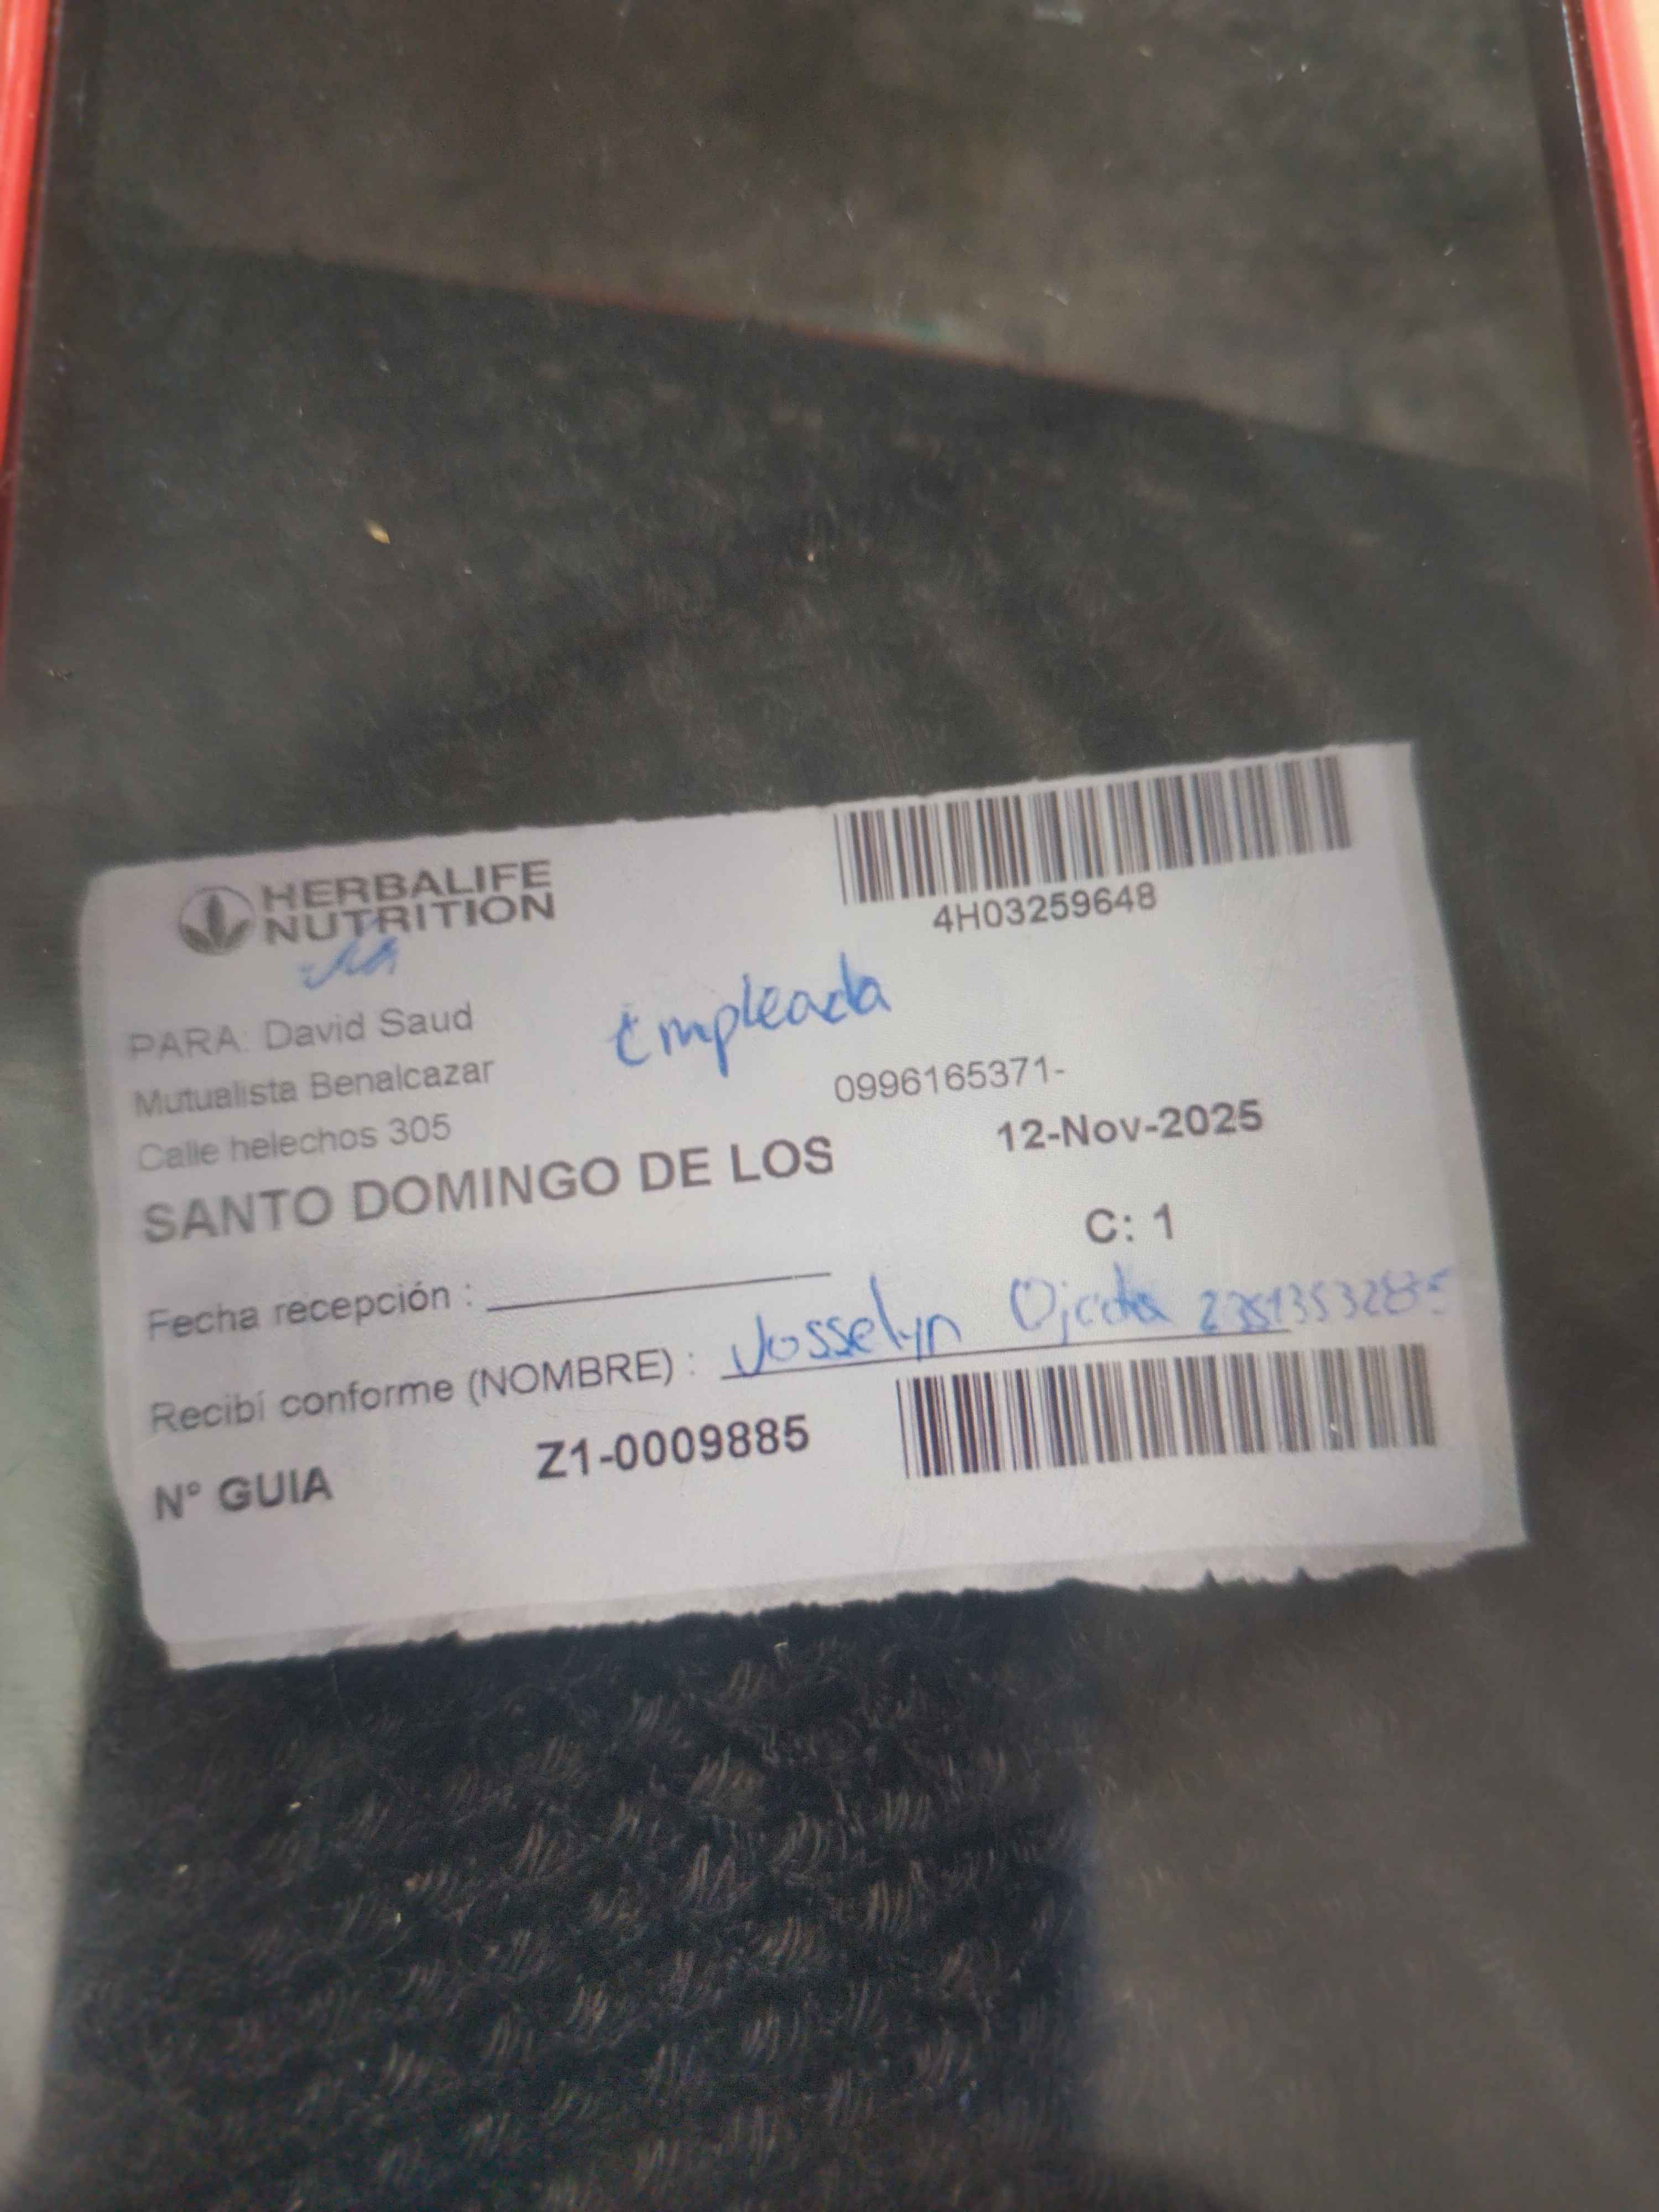 HERBALIFE
NUTRITION
4H03259648
PARA: David Saud
Empleada
Mutualista Benalcazar
0996165371-
Calle helechos 305
12-Nov-2025
SANTO DOMINGO DE LOS
C: 1
Fecha recepción :
Recibí conforme (NOMBRE) : Josselyn Ojeda
N° GUIA Z1-0009885